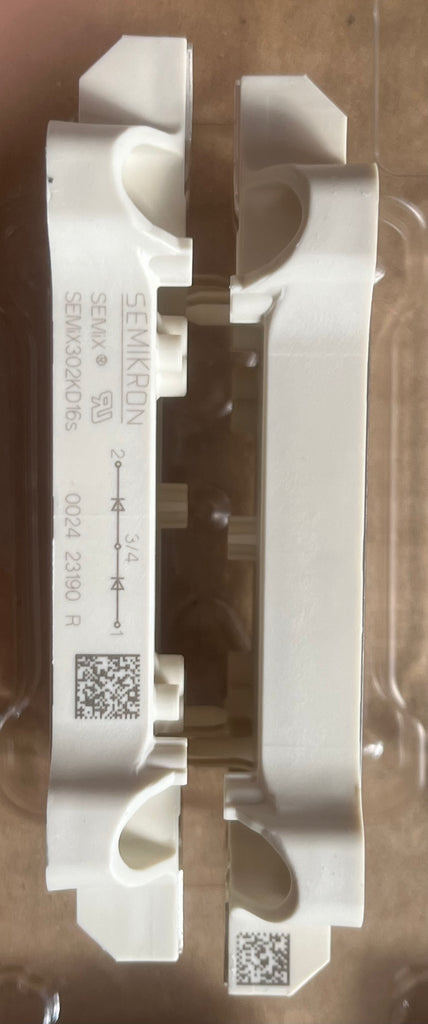 SEMIKRON
SEMiX®
SEMiX302KD16s
2 3/4 1
0024 23190 R